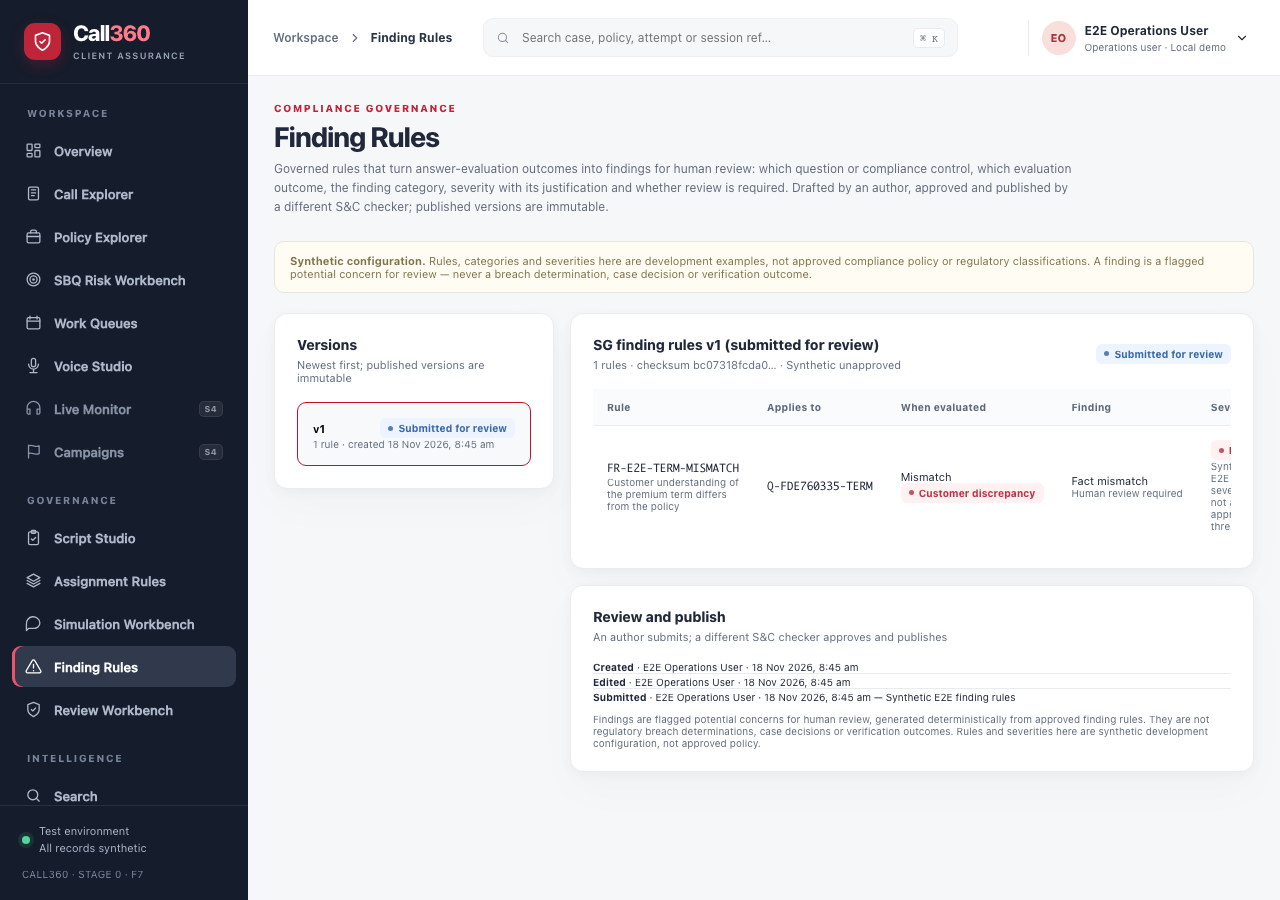 Call360
CLIENT ASSURANCE
WORKSPACE
Overview
Call Explorer
Policy Explorer
SBQ Risk Workbench
Work Queues
Voice Studio
Live Monitor S4
Campaigns S4
GOVERNANCE
Script Studio
Assignment Rules
Simulation Workbench
Finding Rules
Review Workbench
INTELLIGENCE
Search
Test environment
All records synthetic
CALL360 · STAGE 0 · F7
Workspace > Finding Rules
Search case, policy, attempt or session ref...
⌘ K
EO
E2E Operations User
Operations user · Local demo
COMPLIANCE GOVERNANCE
Finding Rules
Governed rules that turn answer-evaluation outcomes into findings for human review: which question or compliance control, which evaluation
outcome, the finding category, severity with its justification and whether review is required. Drafted by an author, approved and published by
a different S&C checker; published versions are immutable.
Synthetic configuration. Rules, categories and severities here are development examples, not approved compliance policy or regulatory classifications. A finding is a flagged
potential concern for review — never a breach determination, case decision or verification outcome.
Versions
Newest first; published versions are
immutable
v1 Submitted for review
1 rule · created 18 Nov 2026, 8:45 am
SG finding rules v1 (submitted for review)
1 rules · checksum bc07318fcda0... · Synthetic unapproved
Submitted for review
Rule Applies to When evaluated Finding Sev
FR-E2E-TERM-MISMATCH
Customer understanding of
the premium term differs
from the policy
Q-FDE760335-TERM
Mismatch
Customer discrepancy
Fact mismatch
Human review required
Synt
E2E
seve
not
appr
thre
Review and publish
An author submits; a different S&C checker approves and publishes
Created · E2E Operations User · 18 Nov 2026, 8:45 am
Edited · E2E Operations User · 18 Nov 2026, 8:45 am
Submitted · E2E Operations User · 18 Nov 2026, 8:45 am — Synthetic E2E finding rules
Findings are flagged potential concerns for human review, generated deterministically from approved finding rules. They are not
regulatory breach determinations, case decisions or verification outcomes. Rules and severities here are synthetic development
configuration, not approved policy.